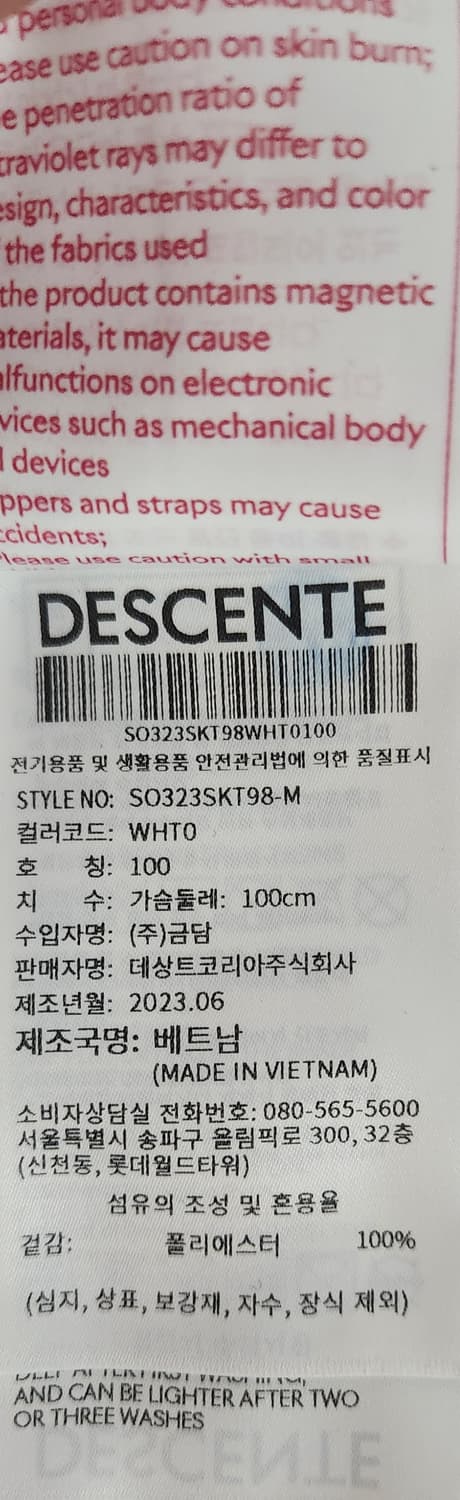 personal body conditions
ease use caution on skin burn;
e penetration ratio of
traviolet rays may differ to
esign, characteristics, and color
the fabrics used
the product contains magnetic
aterials, it may cause
alfunctions on electronic
vices such as mechanical body
l devices
ppers and straps may cause
ccidents;
Please use caution with small
DESCENTE
SO323SKT98WHT0100
전기용품 및 생활용품 안전관리법에 의한 품질표시
STYLE NO: SO323SKT98-M
컬러코드: WHT0
호 칭: 100
치 수: 가슴둘레: 100cm
수입자명: (주)금담
판매자명: 데상트코리아주식회사
제조년월: 2023.06
제조국명: 베트남
(MADE IN VIETNAM)
소비자상담실 전화번호: 080-565-5600
서울특별시 송파구 올림픽로 300, 32층
(신천동, 롯데월드타워)
섬유의 조성 및 혼용율
겉감: 폴리에스터 100%
(심지, 상표, 보강재, 자수, 장식 제외)
AND CAN BE LIGHTER AFTER TWO
OR THREE WASHES
DESCENTE